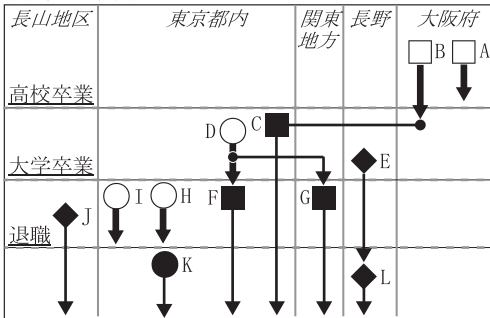 長山地区 東京都内 関東 長野 大阪府
地方
B A
高校卒業
D C
大学卒業 E
I H F G
J
退職
K L